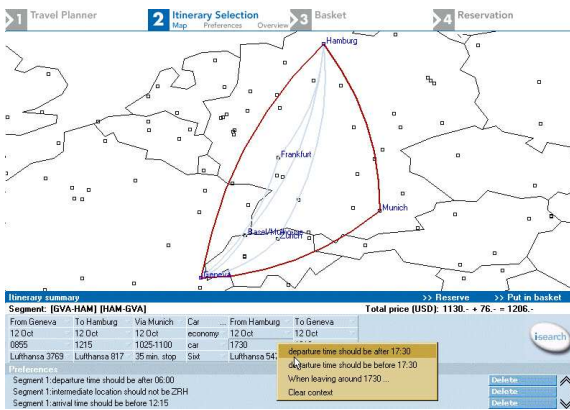 1 Travel Planner
2 Itinerary Selection
Map Preferences Overview
3 Basket
4 Reservation
Hamburg
Frankfurt
Munich
Zurich
Geneva
Itinerary summary >> Reserve >> Put in basket
Segment: [GVA-HAM] [HAM-GVA] Total price (USD): 1130.- + 76.- = 1206.-
From Geneva To Hamburg Via Munich Car ... From Hamburg To Geneva
12 Oct 12 Oct 12 Oct economy 12 Oct 12 Oct
0855 1215 1025-1100 car 1730
Lufthansa 3769 Lufthansa 817 35 min. stop Sixt Lufthansa
isearch
departure time should be after 17:30
departure time should be before 17:30
When leaving around 1730 ...
Clear context
Preferences
Segment 1:departure time should be after 06:00 Delete
Segment 1:intermediate location should not be ZRH Delete
Segment 1:arrival time should be before 12:15 Delete